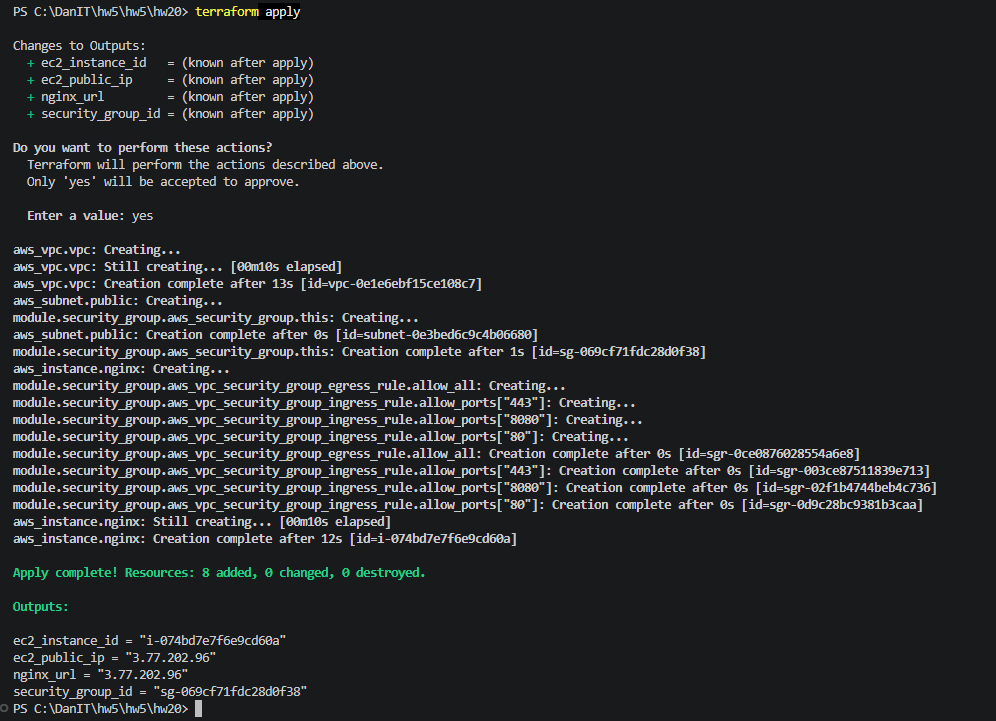 PS C:\DanIT\hw5\hw5\hw20> terraform apply
Changes to Outputs:
+ ec2_instance_id = (known after apply)
+ ec2_public_ip = (known after apply)
+ nginx_url = (known after apply)
+ security_group_id = (known after apply)
Do you want to perform these actions?
Terraform will perform the actions described above.
Only 'yes' will be accepted to approve.
Enter a value: yes
aws_vpc.vpc: Creating...
aws_vpc.vpc: Still creating... [00m10s elapsed]
aws_vpc.vpc: Creation complete after 13s [id=vpc-0e1e6ebf15ce108c7]
aws_subnet.public: Creating...
module.security_group.aws_security_group.this: Creating...
aws_subnet.public: Creation complete after 0s [id=subnet-0e3bed6c9c4b06680]
module.security_group.aws_security_group.this: Creation complete after 1s [id=sg-069cf71fdc28d0f38]
aws_instance.nginx: Creating...
module.security_group.aws_vpc_security_group_egress_rule.allow_all: Creating...
module.security_group.aws_vpc_security_group_ingress_rule.allow_ports["443"]: Creating...
module.security_group.aws_vpc_security_group_ingress_rule.allow_ports["8080"]: Creating...
module.security_group.aws_vpc_security_group_ingress_rule.allow_ports["80"]: Creating...
module.security_group.aws_vpc_security_group_egress_rule.allow_all: Creation complete after 0s [id=sgr-0ce0876028554a6e8]
module.security_group.aws_vpc_security_group_ingress_rule.allow_ports["443"]: Creation complete after 0s [id=sgr-003ce87511839e713]
module.security_group.aws_vpc_security_group_ingress_rule.allow_ports["8080"]: Creation complete after 0s [id=sgr-02f1b4744beb4c736]
module.security_group.aws_vpc_security_group_ingress_rule.allow_ports["80"]: Creation complete after 0s [id=sgr-0d9c28bc9381b3caa]
aws_instance.nginx: Still creating... [00m10s elapsed]
aws_instance.nginx: Creation complete after 12s [id=i-074bd7e7f6e9cd60a]
Apply complete! Resources: 8 added, 0 changed, 0 destroyed.
Outputs:
ec2_instance_id = "i-074bd7e7f6e9cd60a"
ec2_public_ip = "3.77.202.96"
nginx_url = "3.77.202.96"
security_group_id = "sg-069cf71fdc28d0f38"
PS C:\DanIT\hw5\hw5\hw20>